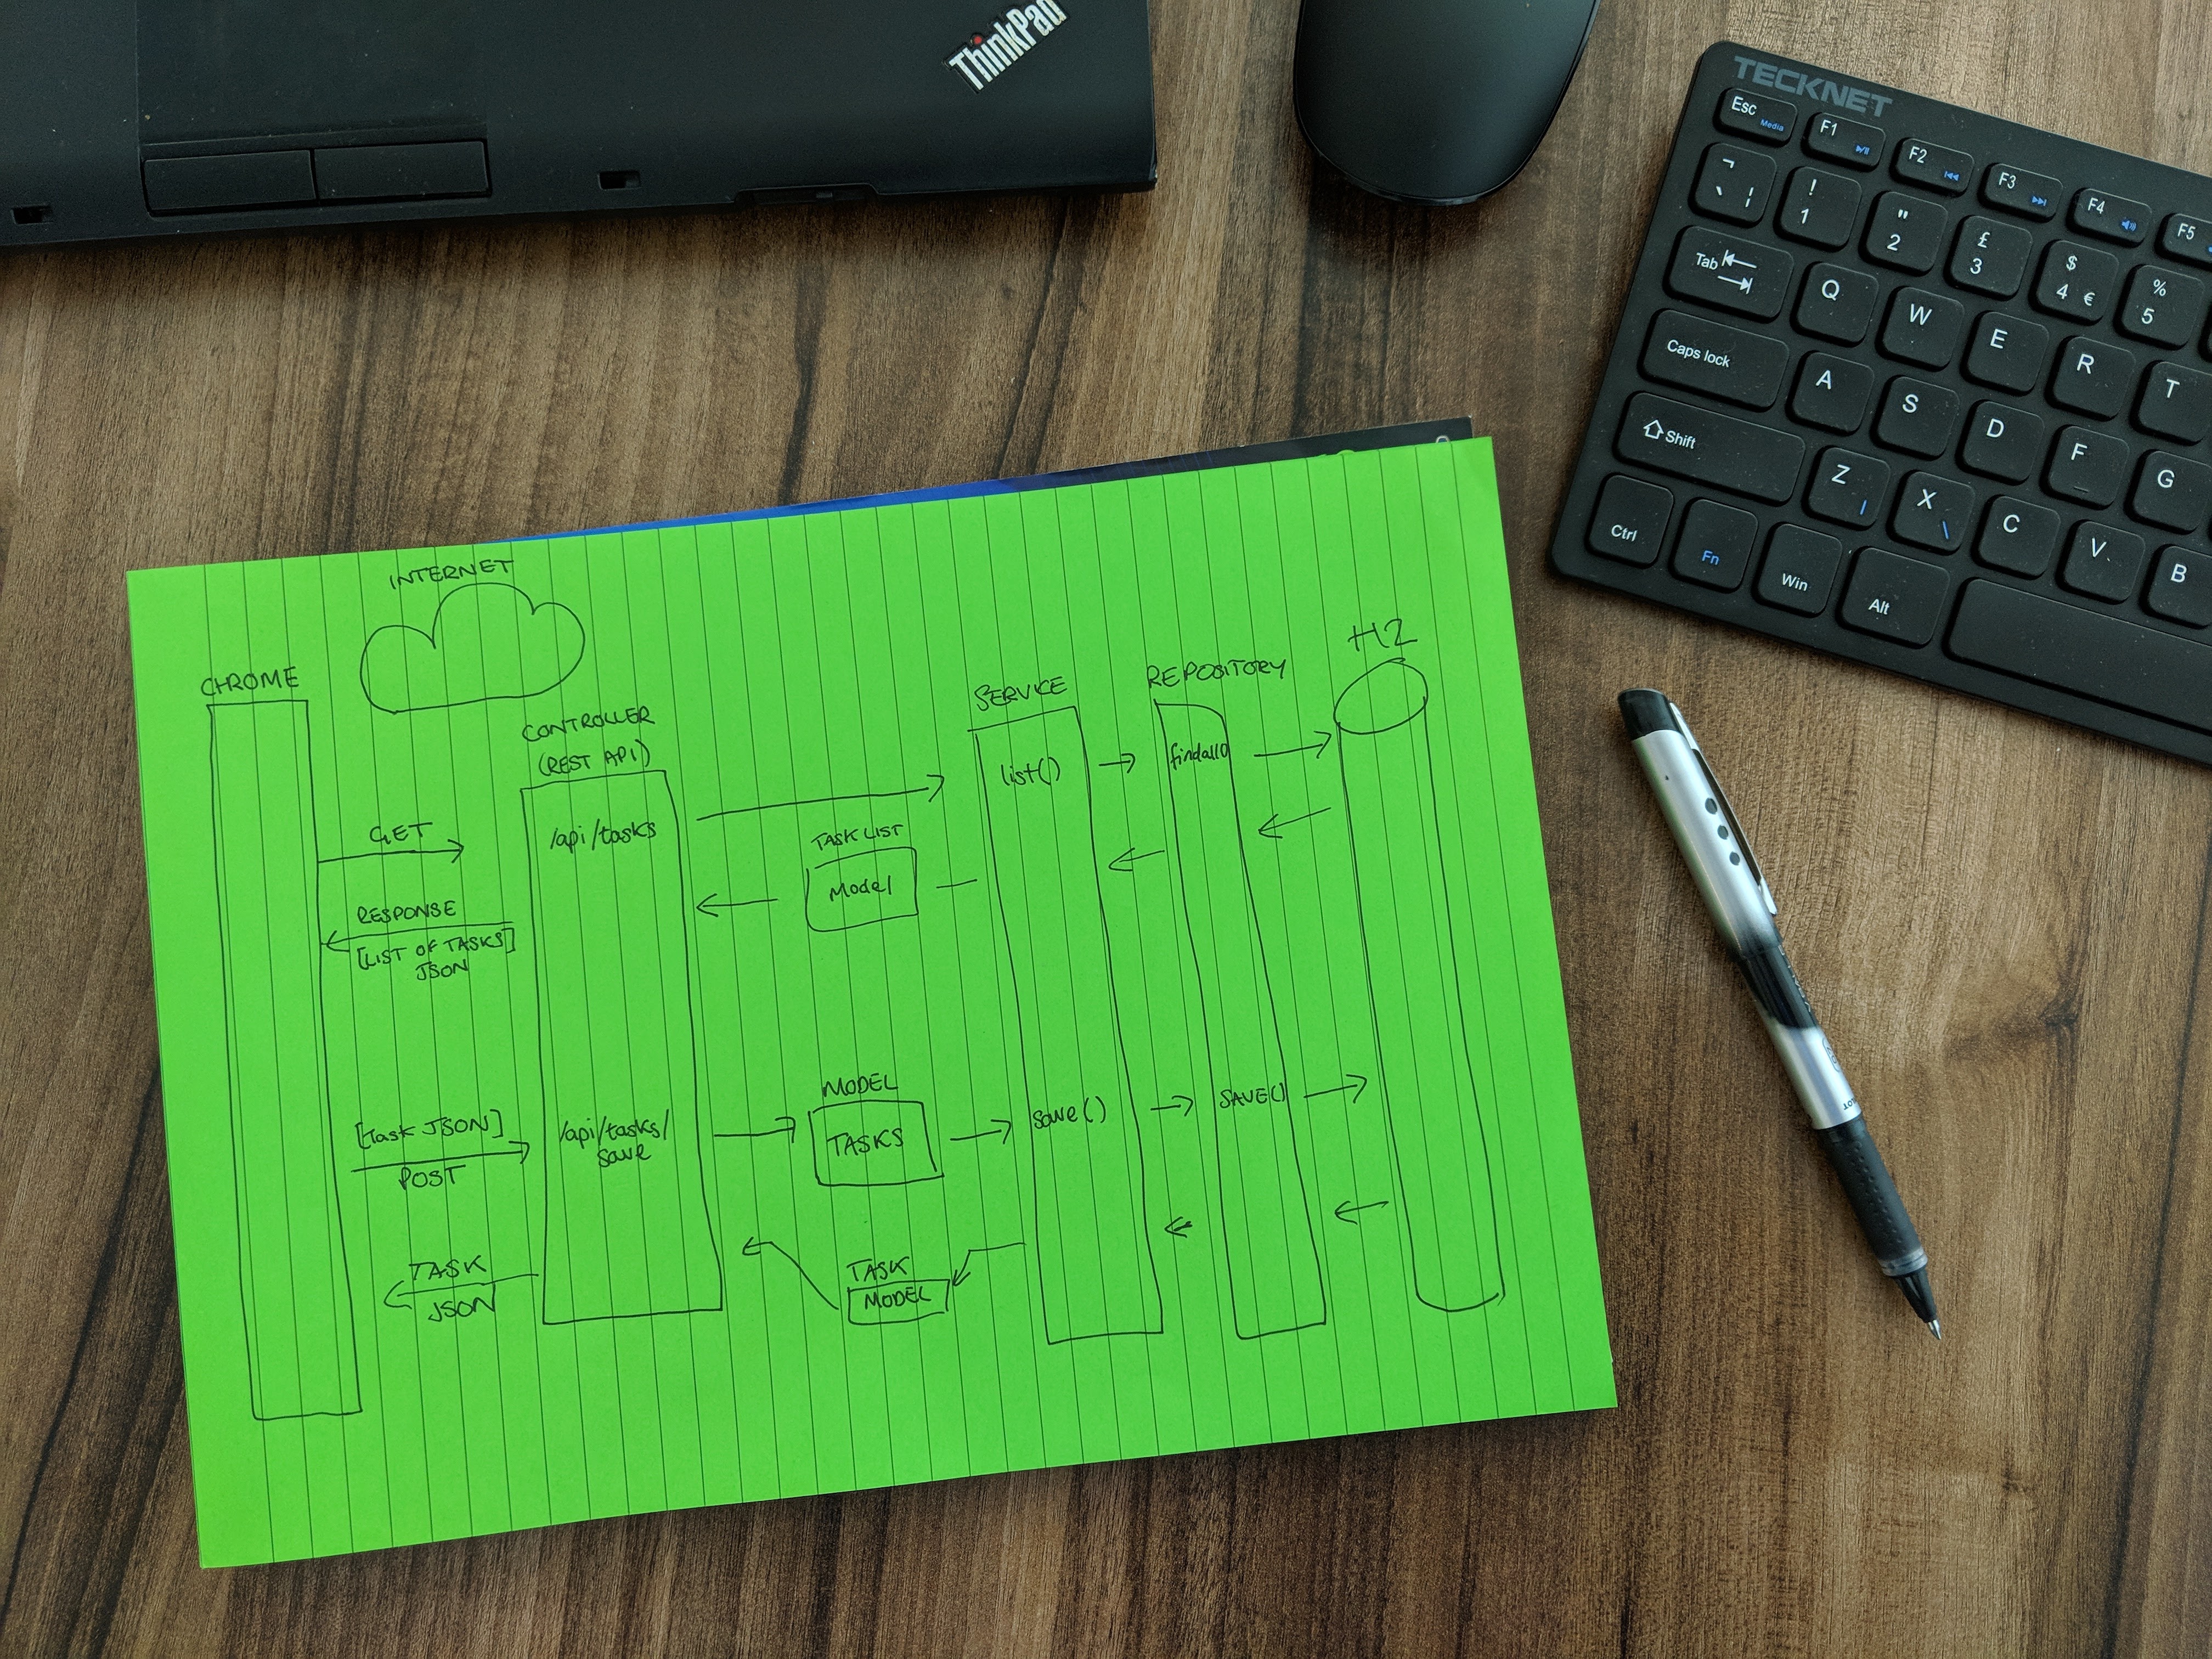 ThinkPad
TECKNET
Esc Media
F1
F2
F3
F4
F5
¬ ` ¦
! 1
" 2
£ 3
$ 4 €
% 5
Tab
Q
W
E
R
T
Caps lock
A
S
D
F
G
Shift
Z
X
C
V
B
Ctrl
Fn
Win
Alt
INTERNET
CHROME
CONTROLLER
(REST API)
SERVICE
REPOSITORY
H2
GET
/api/tasks
list()
findall()
TASK LIST
Model
RESPONSE
[LIST OF TASKS]
JSON
[Task JSON]
POST
/api/tasks/
save
MODEL
TASKS
save()
SAVE()
TASK
JSON
TASK
MODEL